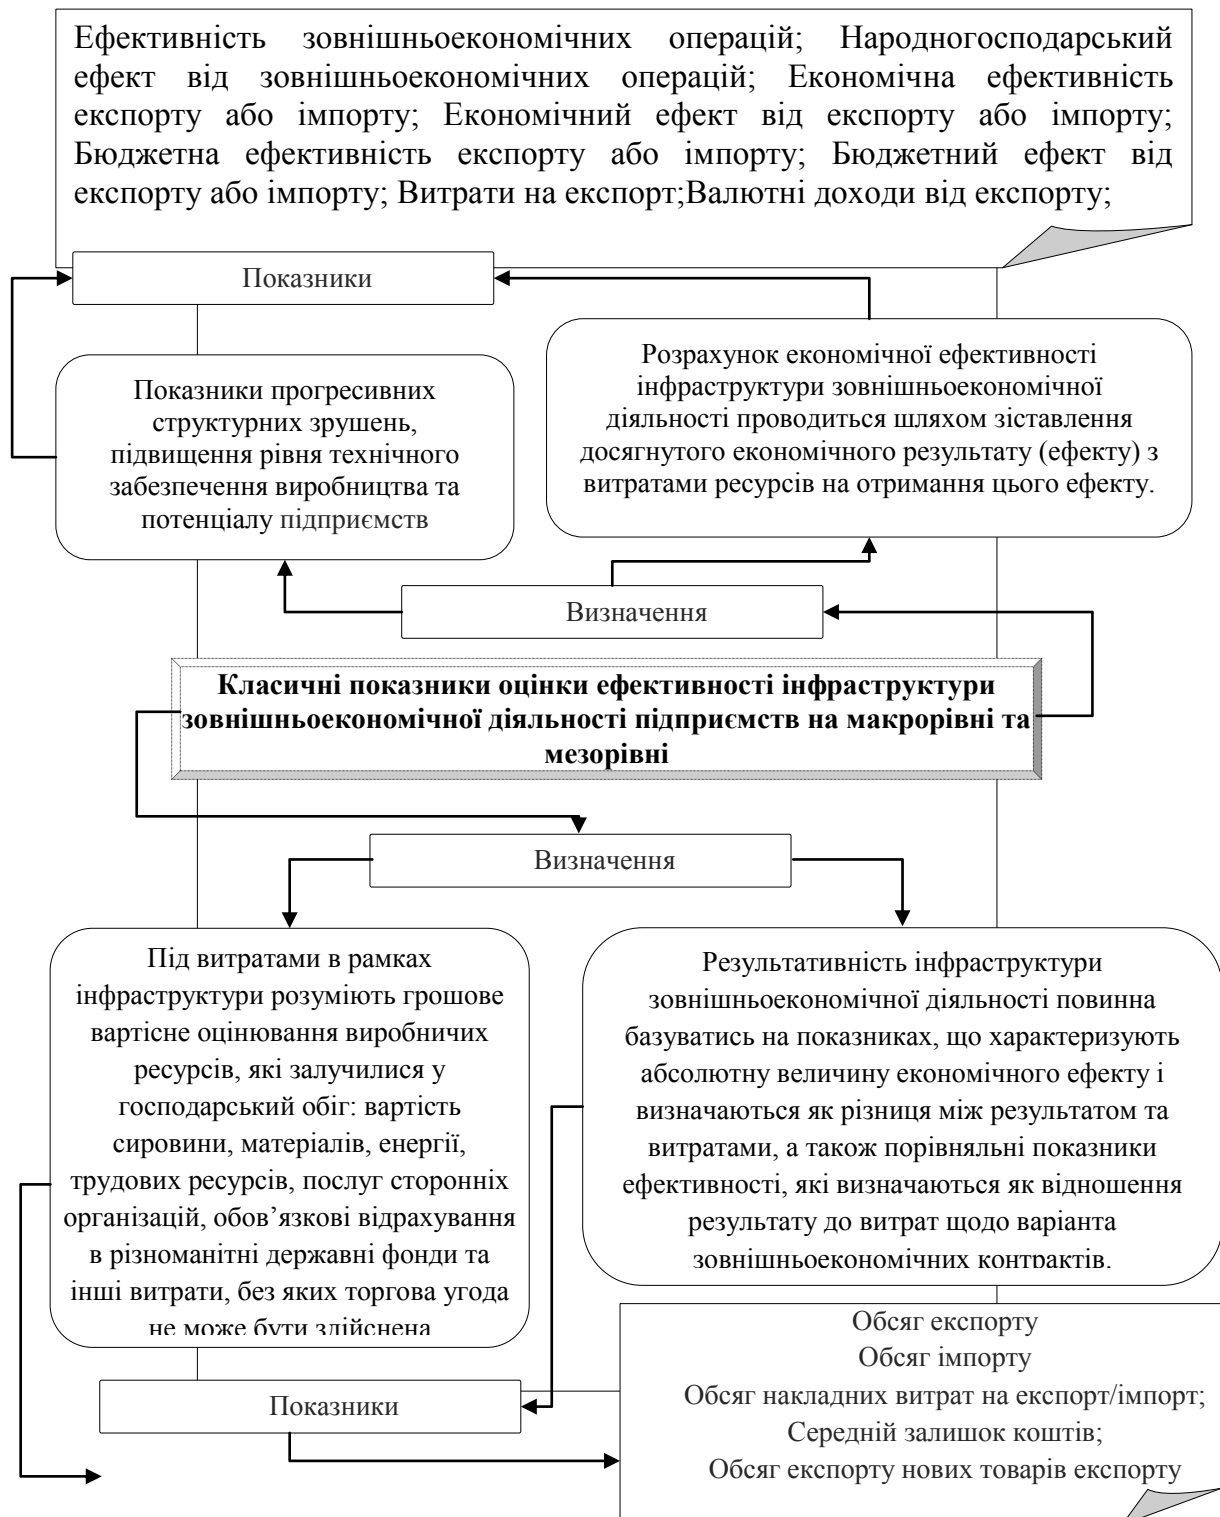 Ефективність зовнішньоекономічних операцій; Народногосподарський
ефект від зовнішньоекономічних операцій; Економічна ефективність
експорту або імпорту; Економічний ефект від експорту або імпорту;
Бюджетна ефективність експорту або імпорту; Бюджетний ефект від
експорту або імпорту; Витрати на експорт;Валютні доходи від експорту;
Показники
Показники прогресивних
структурних зрушень,
підвищення рівня технічного
забезпечення виробництва та
потенціалу підприємств
Розрахунок економічної ефективності
інфраструктури зовнішньоекономічної
діяльності проводиться шляхом зіставлення
досягнутого економічного результату (ефекту) з
витратами ресурсів на отримання цього ефекту.
Визначення
Класичні показники оцінки ефективності інфраструктури
зовнішньоекономічної діяльності підприємств на макрорівні та
мезорівні
Визначення
Під витратами в рамках
інфраструктури розуміють грошове
вартісне оцінювання виробничих
ресурсів, які залучилися у
господарський обіг: вартість
сировини, матеріалів, енергії,
трудових ресурсів, послуг сторонніх
організацій, обов’язкові відрахування
в різноманітні державні фонди та
інші витрати, без яких торгова угода
не може бути здійснена
Результативність інфраструктури
зовнішньоекономічної діяльності повинна
базуватись на показниках, що характеризують
абсолютну величину економічного ефекту і
визначаються як різниця між результатом та
витратами, а також порівняльні показники
ефективності, які визначаються як відношення
результату до витрат щодо варіанта
зовнішньоекономічних контрактів.
Показники
Обсяг експорту
Обсяг імпорту
Обсяг накладних витрат на експорт/імпорт;
Середній залишок коштів;
Обсяг експорту нових товарів експорту